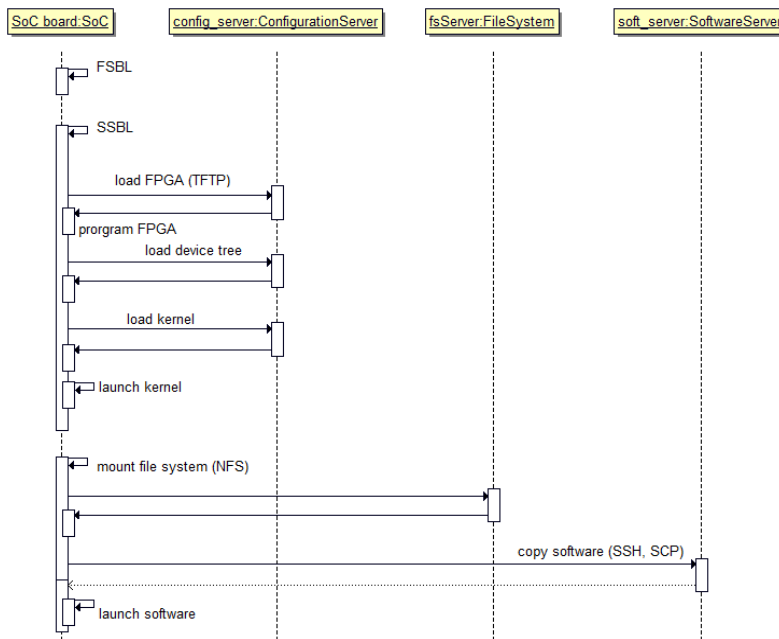 SoC board:SoC
config_server:ConfigurationServer
fsServer:FileSystem
soft_server:SoftwareServer
FSBL
SSBL
load FPGA (TFTP)
prorgram FPGA
load device tree
load kernel
launch kernel
mount file system (NFS)
copy software (SSH, SCP)
launch software